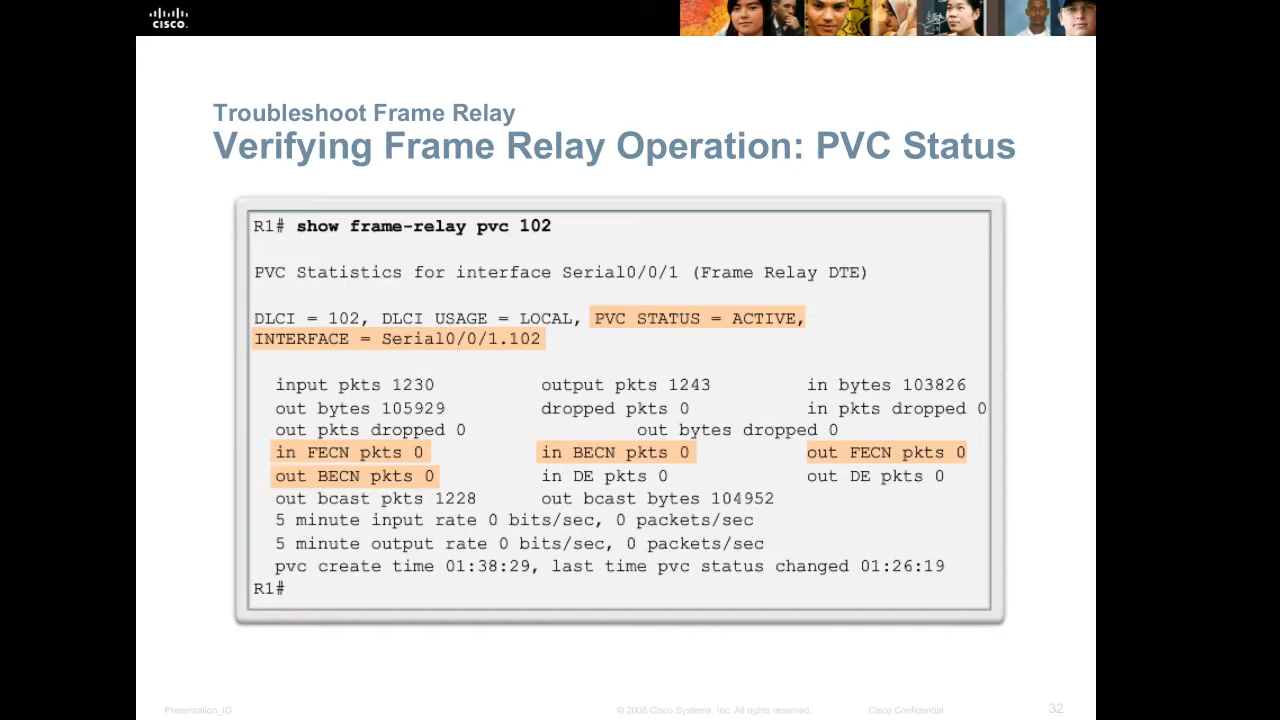 CISCO.
Troubleshoot Frame Relay
Verifying Frame Relay Operation: PVC Status
R1# show frame-relay pvc 102
PVC Statistics for interface Serial0/0/1 (Frame Relay DTE)
DLCI = 102, DLCI USAGE = LOCAL, PVC STATUS = ACTIVE,
INTERFACE = Serial0/0/1.102
input pkts 1230 output pkts 1243 in bytes 103826
out bytes 105929 dropped pkts 0 in pkts dropped 0
out pkts dropped 0 out bytes dropped 0
in FECN pkts 0 in BECN pkts 0 out FECN pkts 0
out BECN pkts 0 in DE pkts 0 out DE pkts 0
out bcast pkts 1228 out bcast bytes 104952
5 minute input rate 0 bits/sec, 0 packets/sec
5 minute output rate 0 bits/sec, 0 packets/sec
pvc create time 01:38:29, last time pvc status changed 01:26:19
R1#
Presentation_ID © 2008 Cisco Systems, Inc. All rights reserved. Cisco Confidential 32